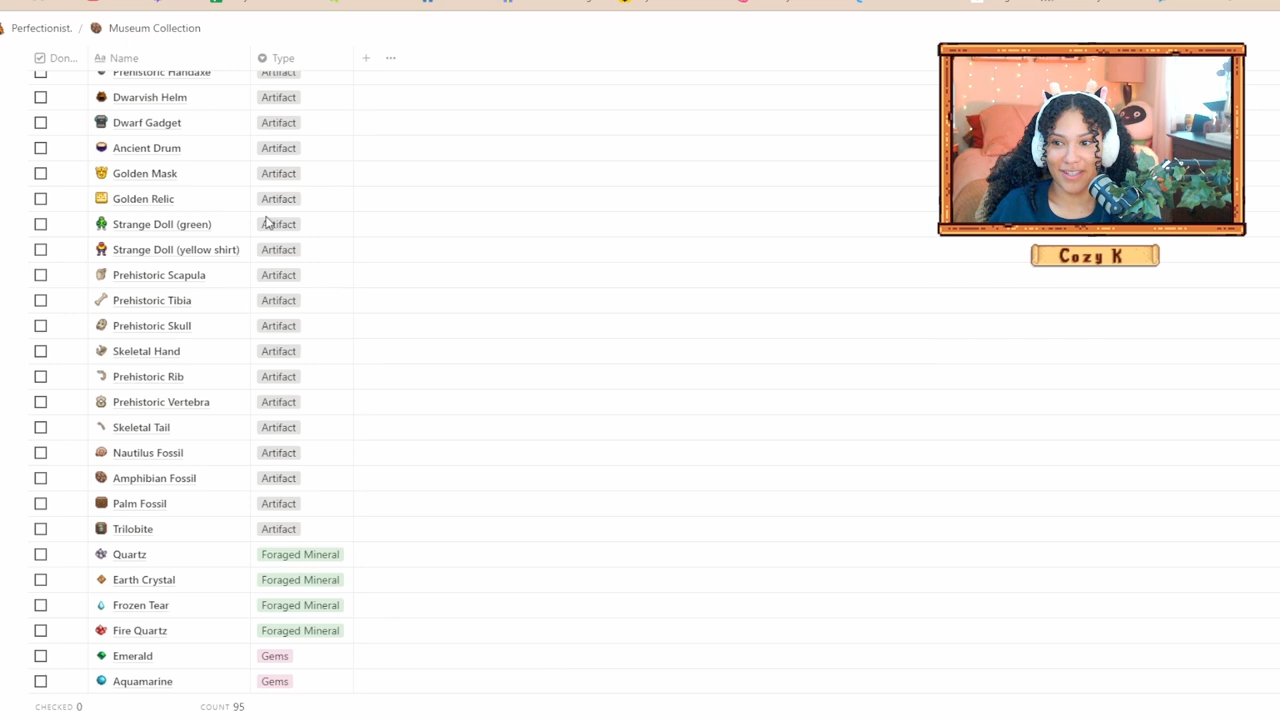 Perfectionist. / Museum Collection
Don... Name Type
Prehistoric Handaxe Artifact
Dwarvish Helm Artifact
Dwarf Gadget Artifact
Ancient Drum Artifact
Golden Mask Artifact
Golden Relic Artifact
Strange Doll (green) Artifact
Strange Doll (yellow shirt) Artifact
Prehistoric Scapula Artifact
Prehistoric Tibia Artifact
Prehistoric Skull Artifact
Skeletal Hand Artifact
Prehistoric Rib Artifact
Prehistoric Vertebra Artifact
Skeletal Tail Artifact
Nautilus Fossil Artifact
Amphibian Fossil Artifact
Palm Fossil Artifact
Trilobite Artifact
Quartz Foraged Mineral
Earth Crystal Foraged Mineral
Frozen Tear Foraged Mineral
Fire Quartz Foraged Mineral
Emerald Gems
Aquamarine Gems
CHECKED 0 COUNT 95
Cozy K